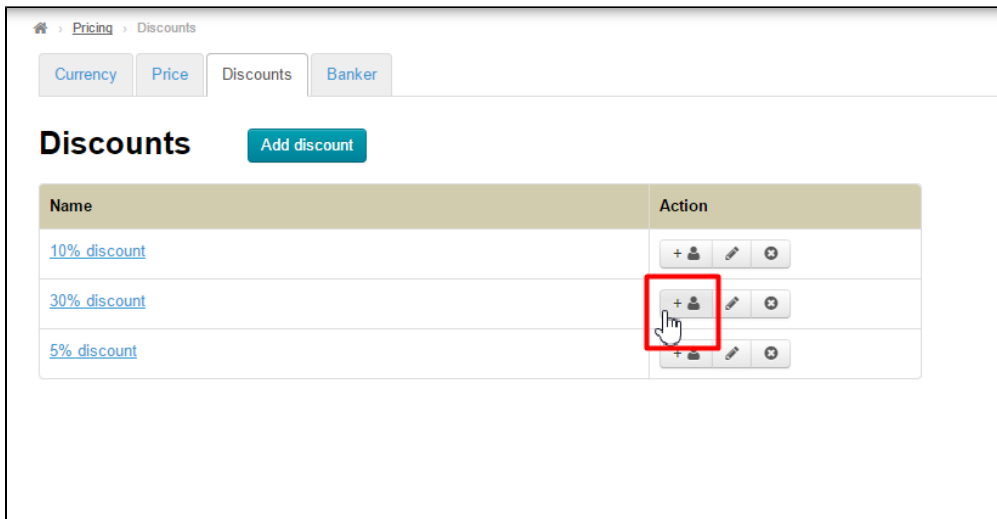 Pricing › Discounts
Currency Price Discounts Banker
Discounts Add discount
Name Action
10% discount +
30% discount +
5% discount +